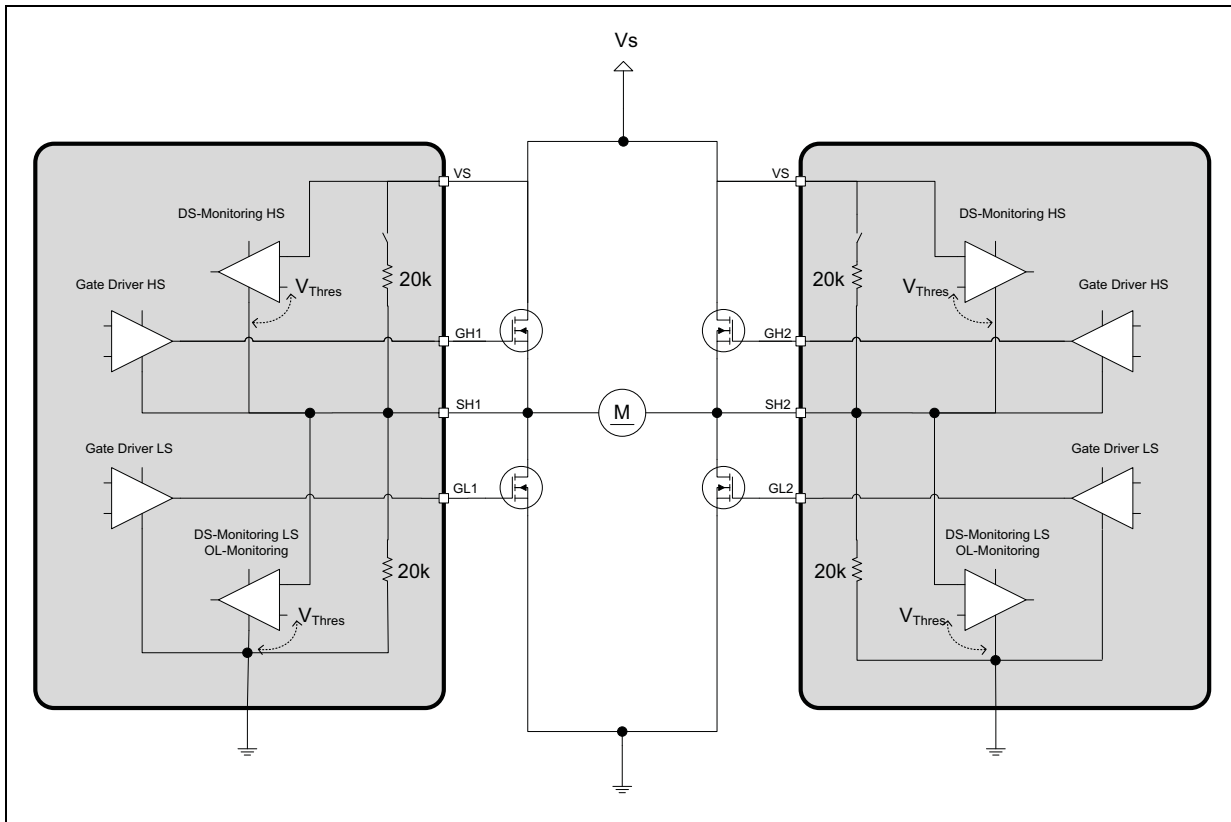 Vs
VS
VS
DS-Monitoring HS
DS-Monitoring HS
20k
20k
VThres
VThres
Gate Driver HS
Gate Driver HS
GH1
GH2
SH1
M
SH2
Gate Driver LS
Gate Driver LS
GL1
GL2
DS-Monitoring LS
OL-Monitoring
DS-Monitoring LS
OL-Monitoring
20k
20k
VThres
VThres